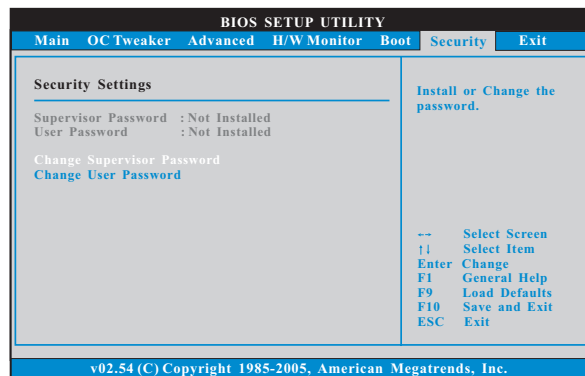 BIOS SETUP UTILITY
Main OC Tweaker Advanced H/W Monitor Boot Security Exit
Security Settings
Supervisor Password : Not Installed
User Password : Not Installed
Change Supervisor Password
Change User Password
Install or Change the
password.
←→ Select Screen
↑↓ Select Item
Enter Change
F1 General Help
F9 Load Defaults
F10 Save and Exit
ESC Exit
v02.54 (C) Copyright 1985-2005, American Megatrends, Inc.